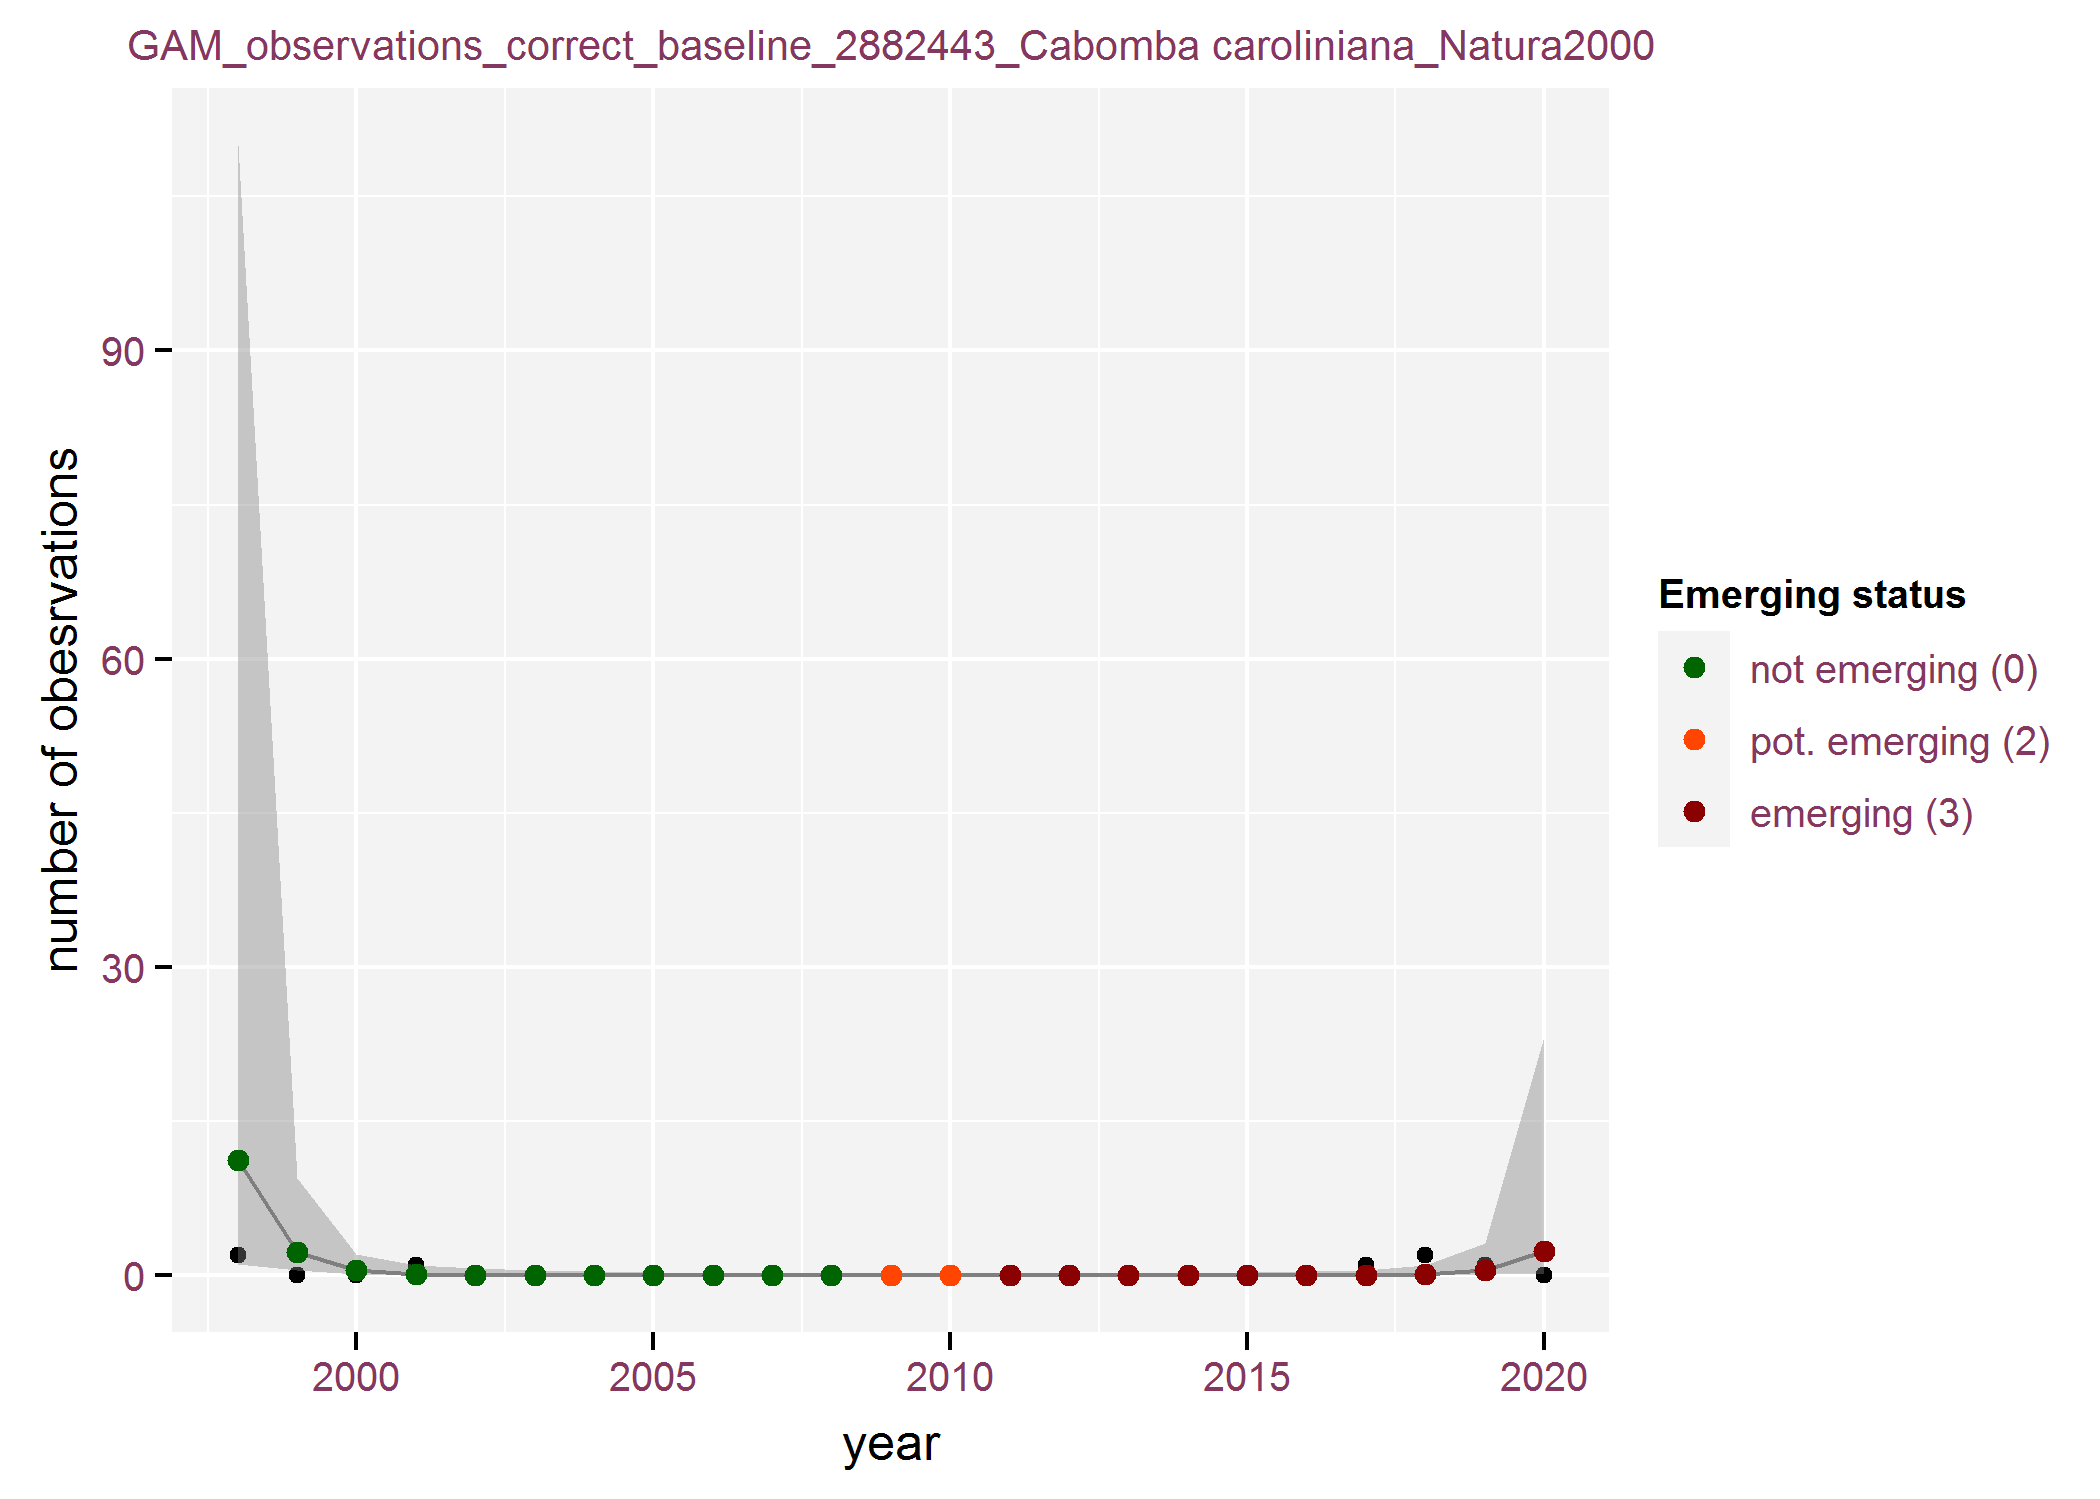 GAM_observations_correct_baseline_2882443_Cabomba caroliniana_Natura2000
number of obesrvations
90
60
30
0
2000 2005 2010 2015 2020
year
Emerging status
not emerging (0)
pot. emerging (2)
emerging (3)